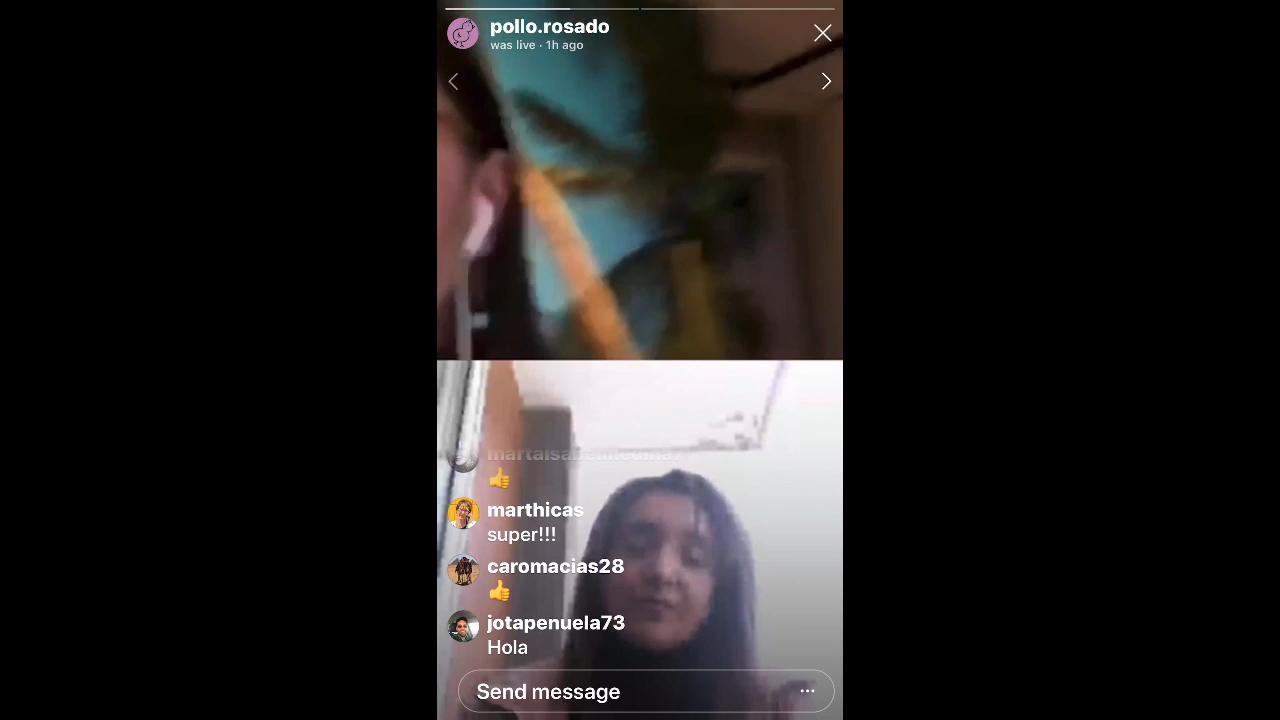 pollo.rosado
was live · 1h ago
👍
marthicas
super!!!
caromacias28
👍
jotapenuela73
Hola
Send message